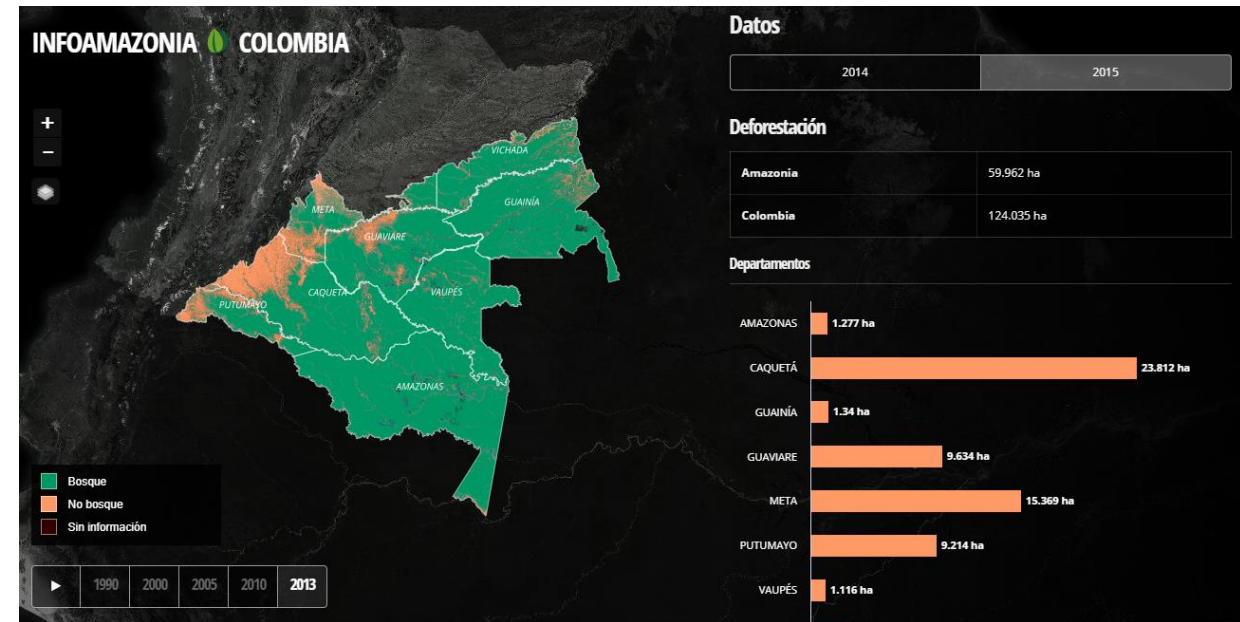 INFOAMAZONIA COLOMBIA
+
−
VICHADA
GUAINÍA
META
GUAVIARE
CAQUETÁ
VAUPÉS
PUTUMAYO
AMAZONAS
Bosque
No bosque
Sin información
1990 2000 2005 2010 2013
Datos
2014 2015
Deforestación
Amazonia 59.962 ha
Colombia 124.035 ha
Departamentos
AMAZONAS 1.277 ha
CAQUETÁ 23.812 ha
GUAINÍA 1.34 ha
GUAVIARE 9.634 ha
META 15.369 ha
PUTUMAYO 9.214 ha
VAUPÉS 1.116 ha